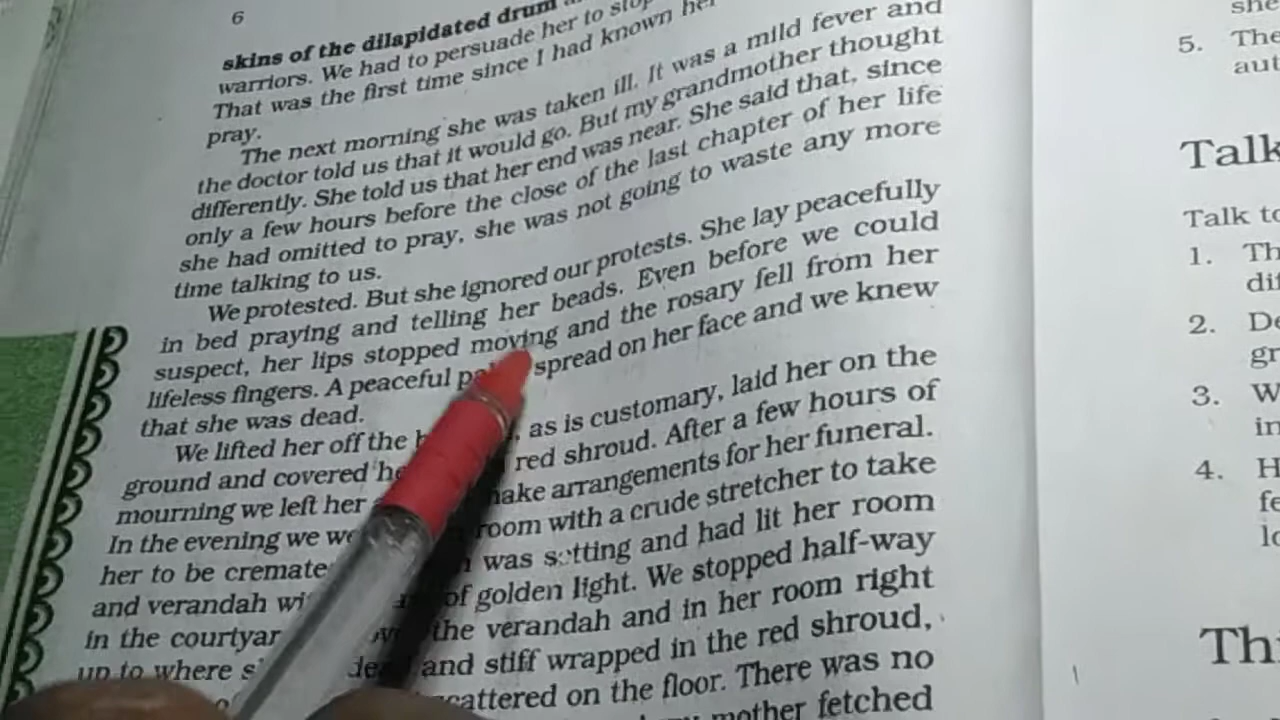 6
skins of the dilapidated drum
warriors. We had to persuade her to stop
That was the first time since I had known her
pray.
The next morning she was taken ill. It was a mild fever and
the doctor told us that it would go. But my grandmother thought
differently. She told us that her end was near. She said that, since
only a few hours before the close of the last chapter of her life
she had omitted to pray, she was not going to waste any more
time talking to us.
We protested. But she ignored our protests. She lay peacefully
in bed praying and telling her beads. Even before we could
suspect, her lips stopped moving and the rosary fell from her
lifeless fingers. A peaceful spread on her face and we knew
that she was dead.
We lifted her off the as is customary, laid her on the
ground and covered red shroud. After a few hours of
mourning we left her make arrangements for her funeral.
In the evening we room with a crude stretcher to take
her to be was setting and had lit her room
and verandah of golden light. We stopped half-way
in the the verandah and in her room right
up to where and stiff wrapped in the red shroud,
scattered on the floor. There was no
mother fetched
she
5. The
Talk
Talk to
1.
2.
3.
4.